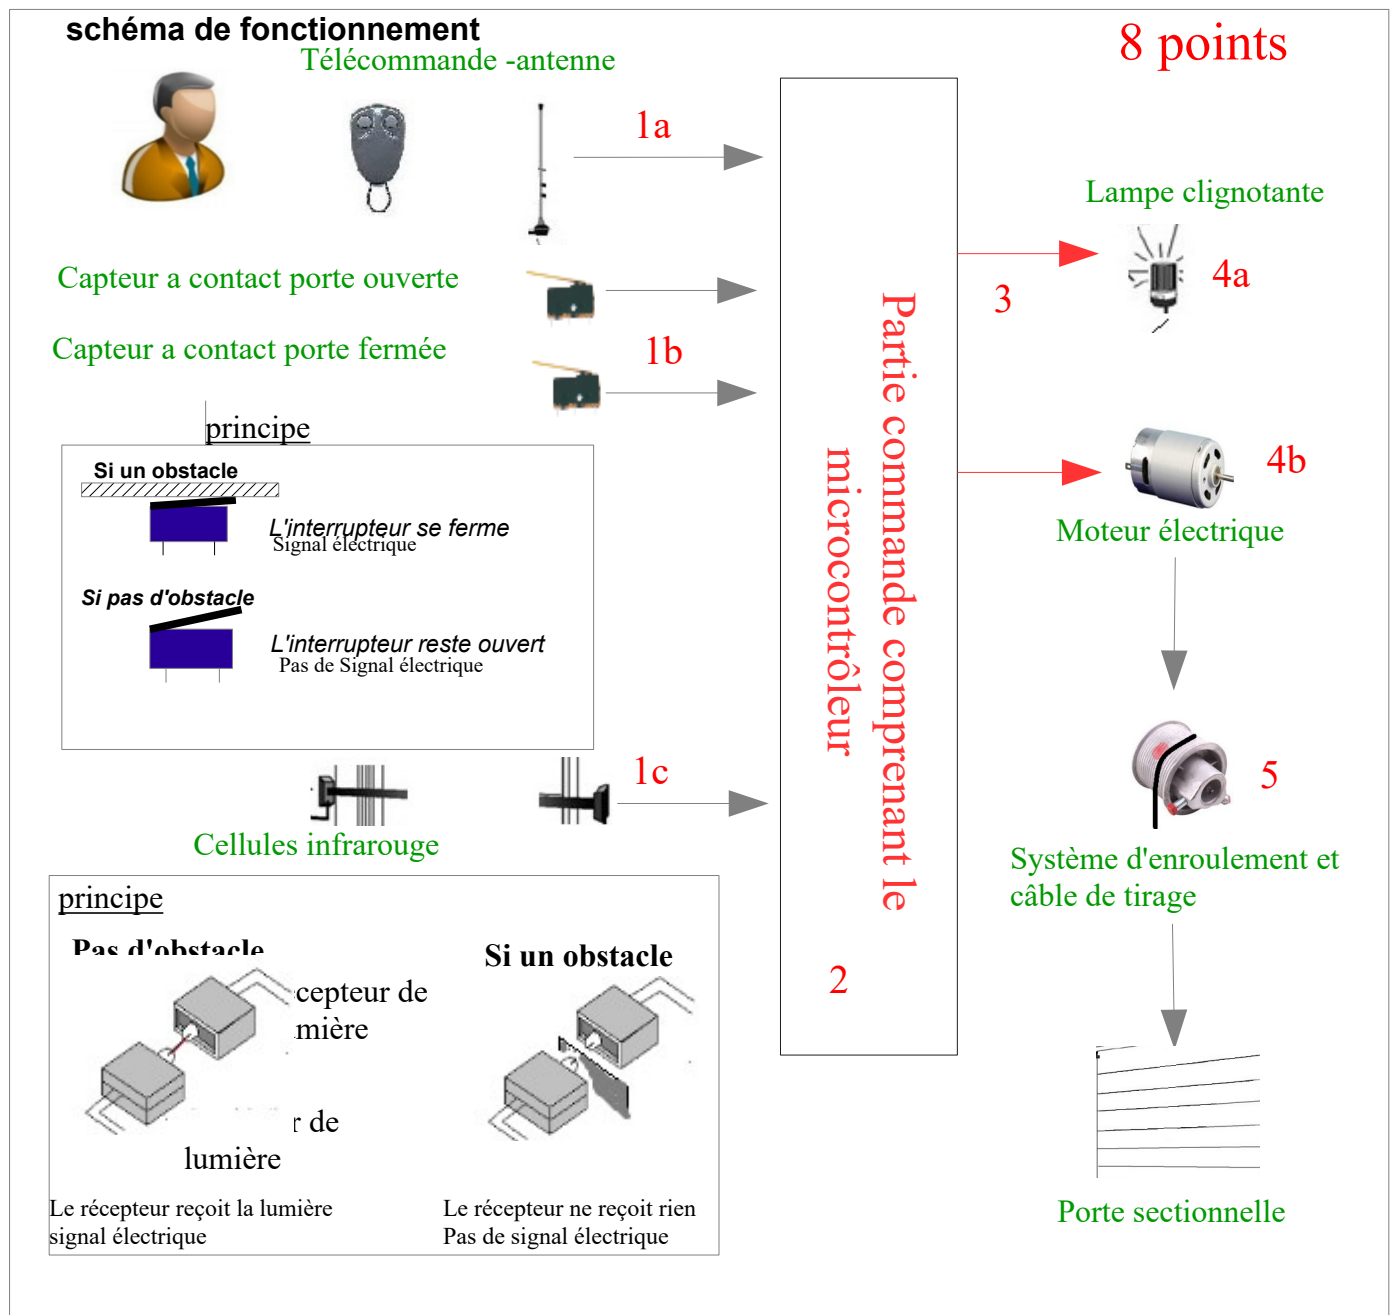 schéma de fonctionnement
8 points
Télécommande -antenne
1a
Lampe clignotante
4a
3
Capteur a contact porte ouverte
Capteur a contact porte fermée
1b
principe
Si un obstacle
L'interrupteur se ferme
Signal électrique
Si pas d'obstacle
L'interrupteur reste ouvert
Pas de Signal électrique
Partie commande comprenant le
microcontrôleur
2
4b
Moteur électrique
1c
Cellules infrarouge
5
Système d'enroulement et
câble de tirage
principe
Pas d'obstacle
ecepteur de
mière
r de
lumière
Le récepteur reçoit la lumière
signal électrique
Si un obstacle
Le récepteur ne reçoit rien
Pas de signal électrique
Porte sectionnelle